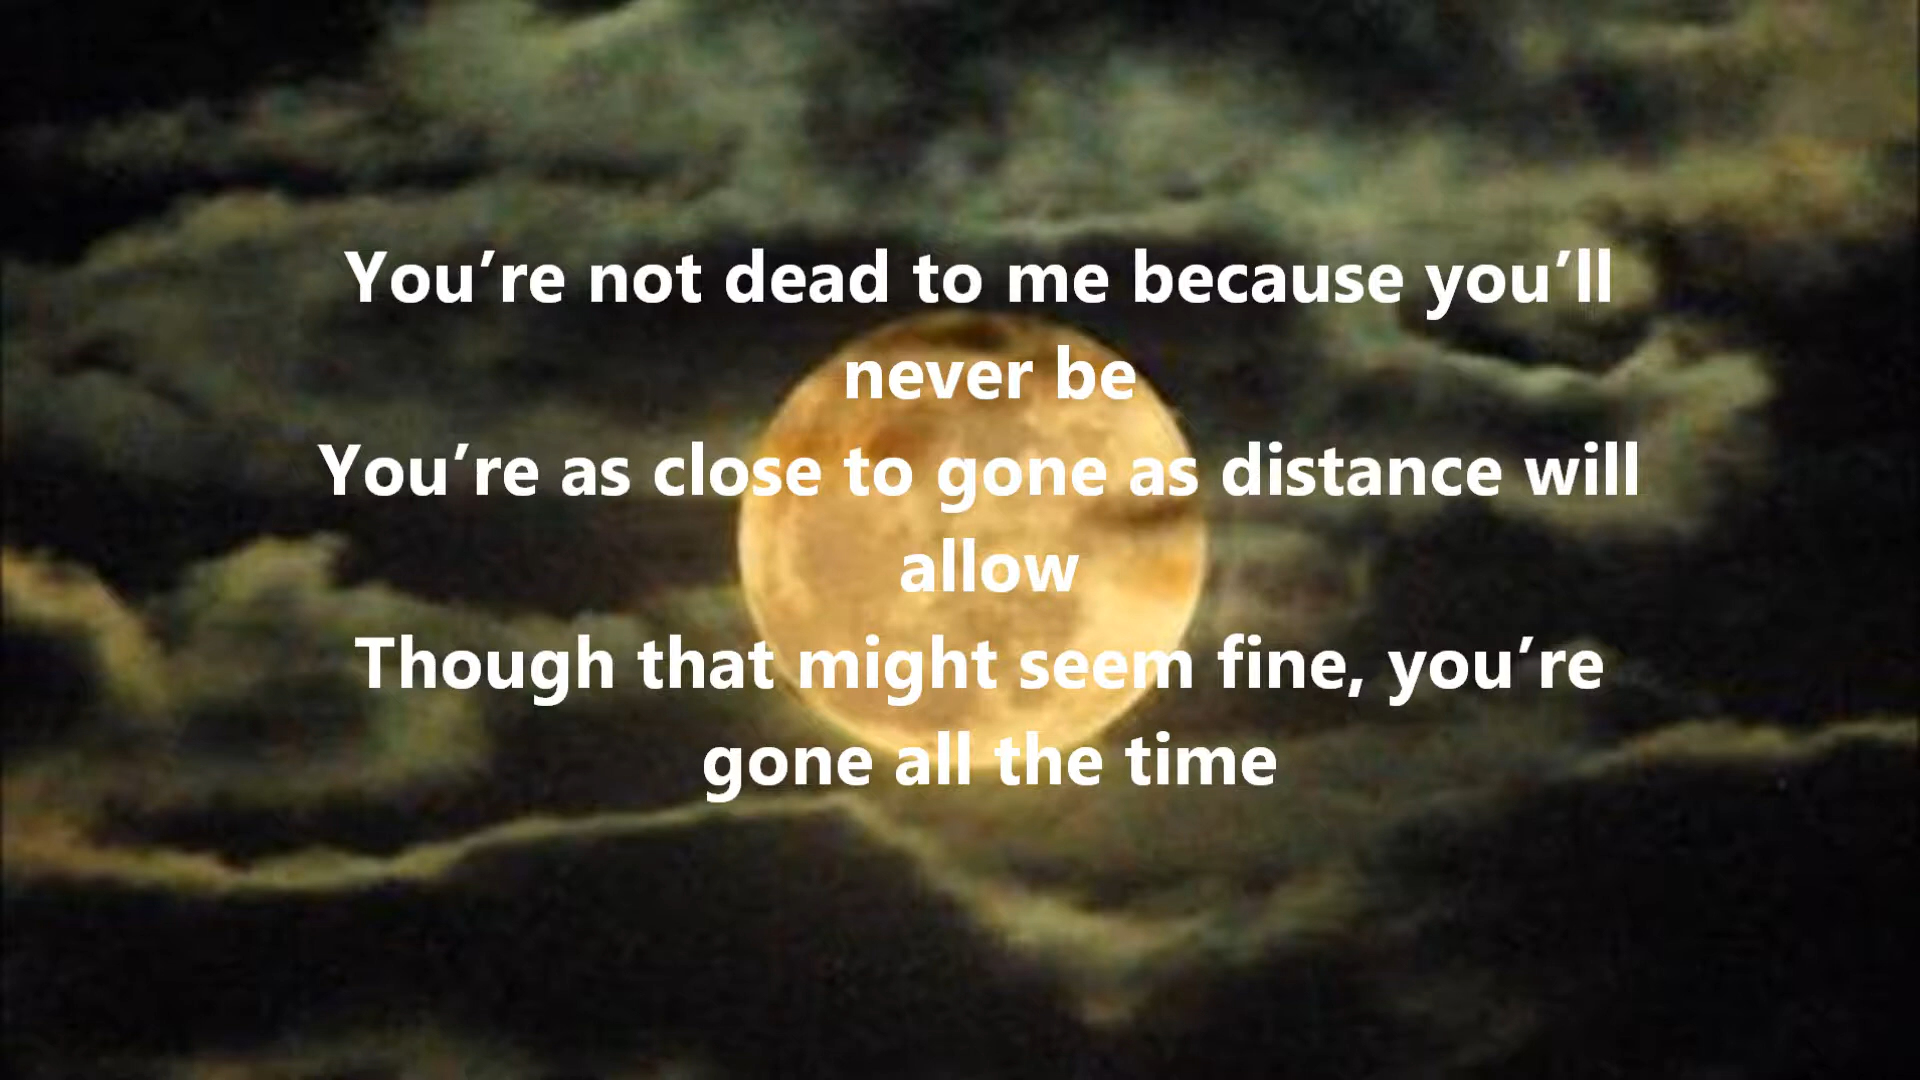 You’re not dead to me because you’ll
never be
You’re as close to gone as distance will
allow
Though that might seem fine, you’re
gone all the time